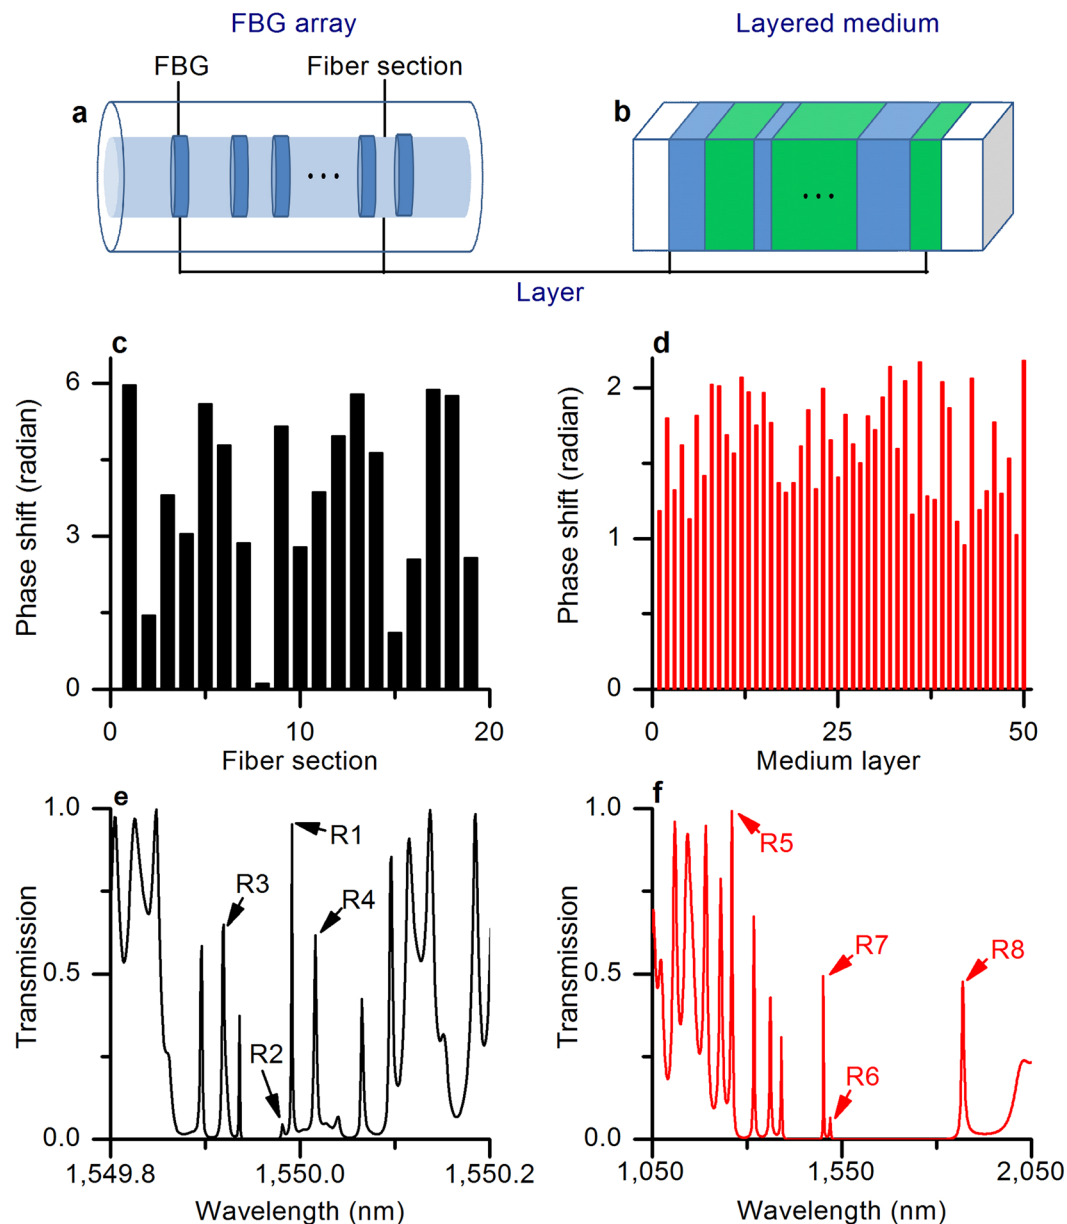 FBG array
Layered medium
FBG
Fiber section
a
b
...
...
Layer
c
d
Phase shift (radian)
6
3
0
0
10
20
Fiber section
Phase shift (radian)
2
1
0
0
25
50
Medium layer
e
f
Transmission
1.0
0.5
0.0
R1
R3
R4
R2
1,549.8
1,550.0
1,550.2
Wavelength (nm)
Transmission
1.0
0.5
0.0
R5
R7
R8
R6
1,050
1,550
2,050
Wavelength (nm)